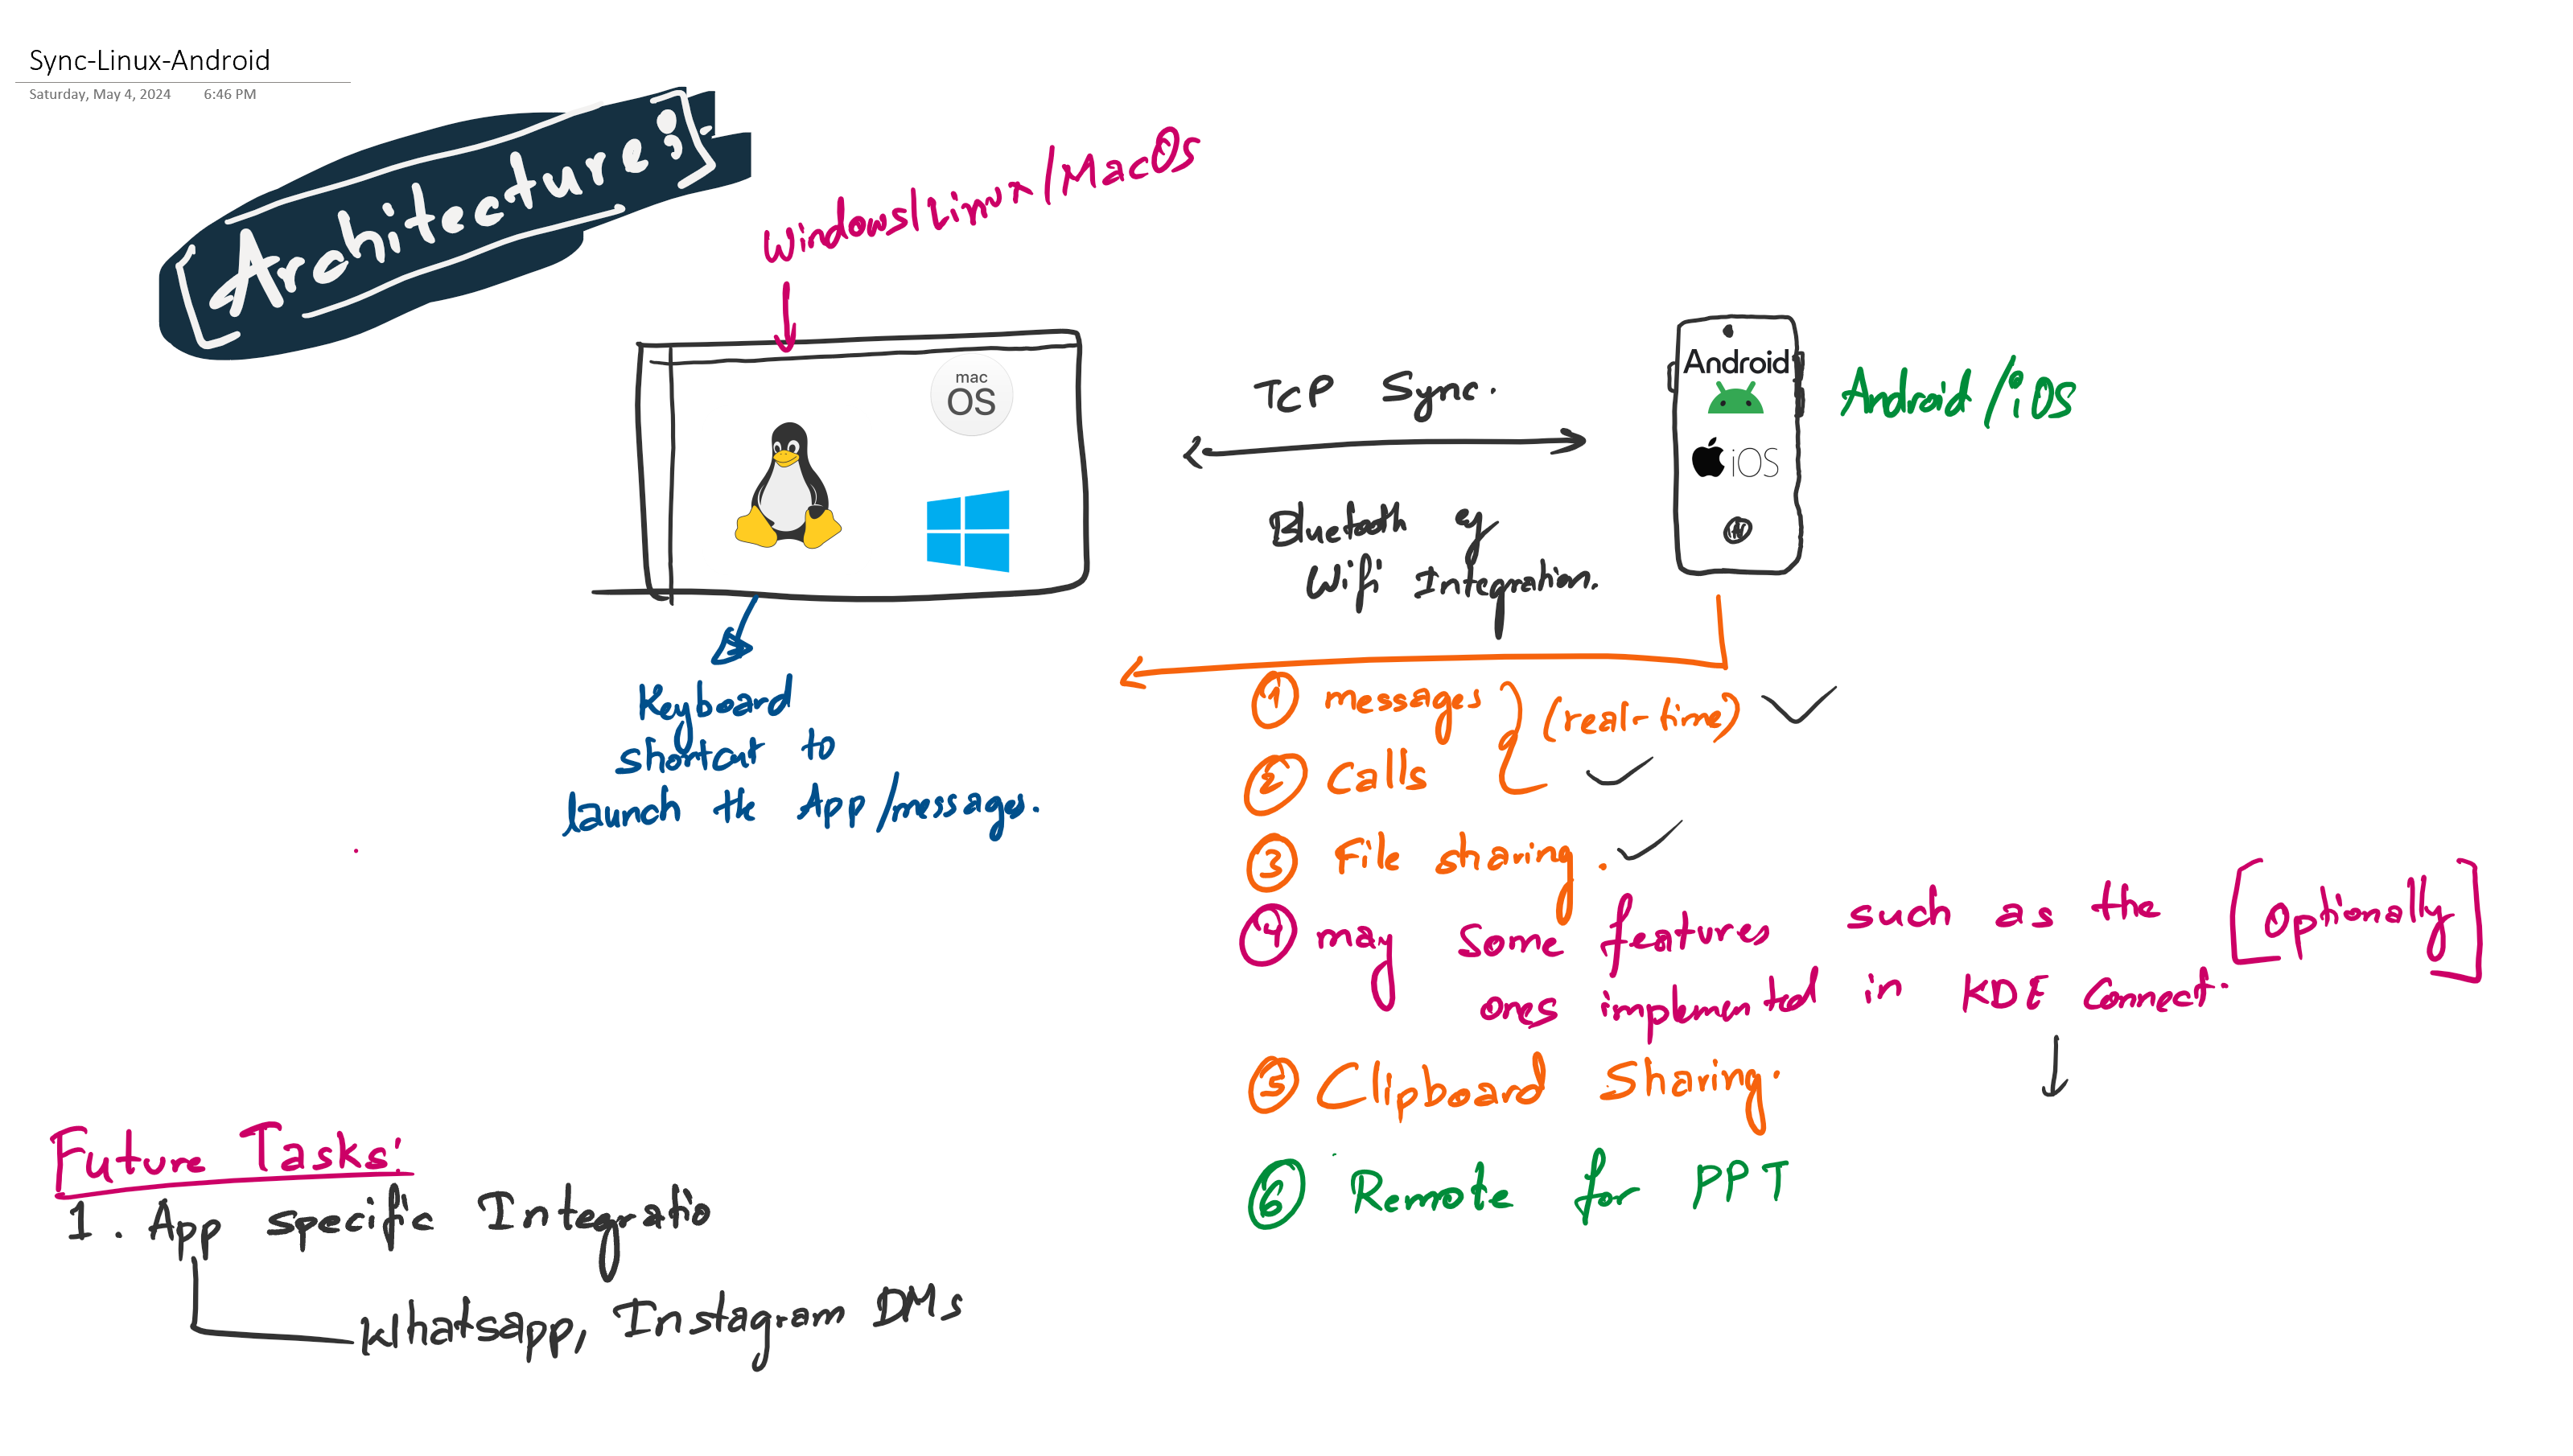 Sync-Linux-Android
Saturday, May 4, 2024 6:46 PM
[Architecture:]
Windows/Linux/MacOs
mac
OS
TCP Sync.
Bluetooth &
Wifi Integration.
Android
iOS
Android/iOS
Keyboard
shortcut to
launch the App/messages.
1 messages
(real-time)
2 Calls
3 File sharing.
4 may some features such as the [Optionally]
ones implemented in KDE Connect.
5 Clipboard Sharing.
6 Remote for PPT
Future Tasks:
1. App specific Integratio
Whatsapp, Instagram DMs